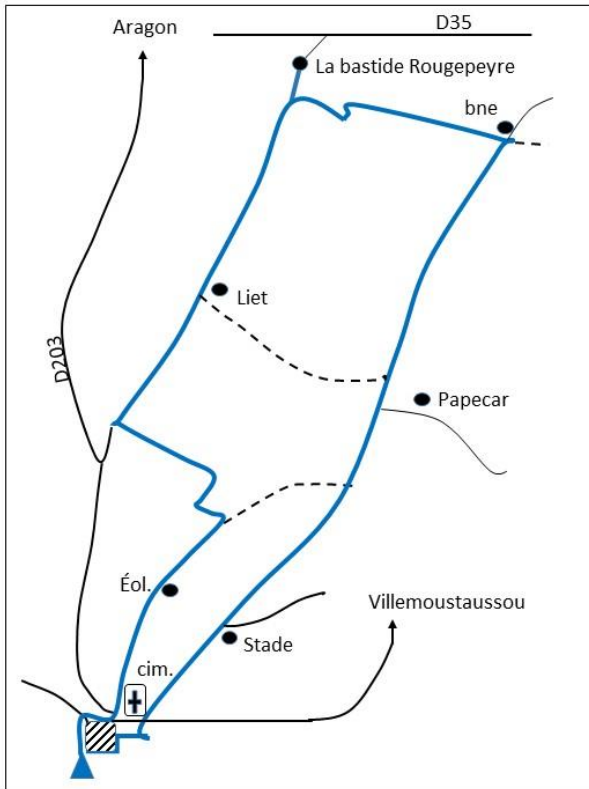 D35
Aragon
La bastide Rougepeyre
bne
Liet
D203
Papecar
Éol.
Villemoustaussou
Stade
cim.